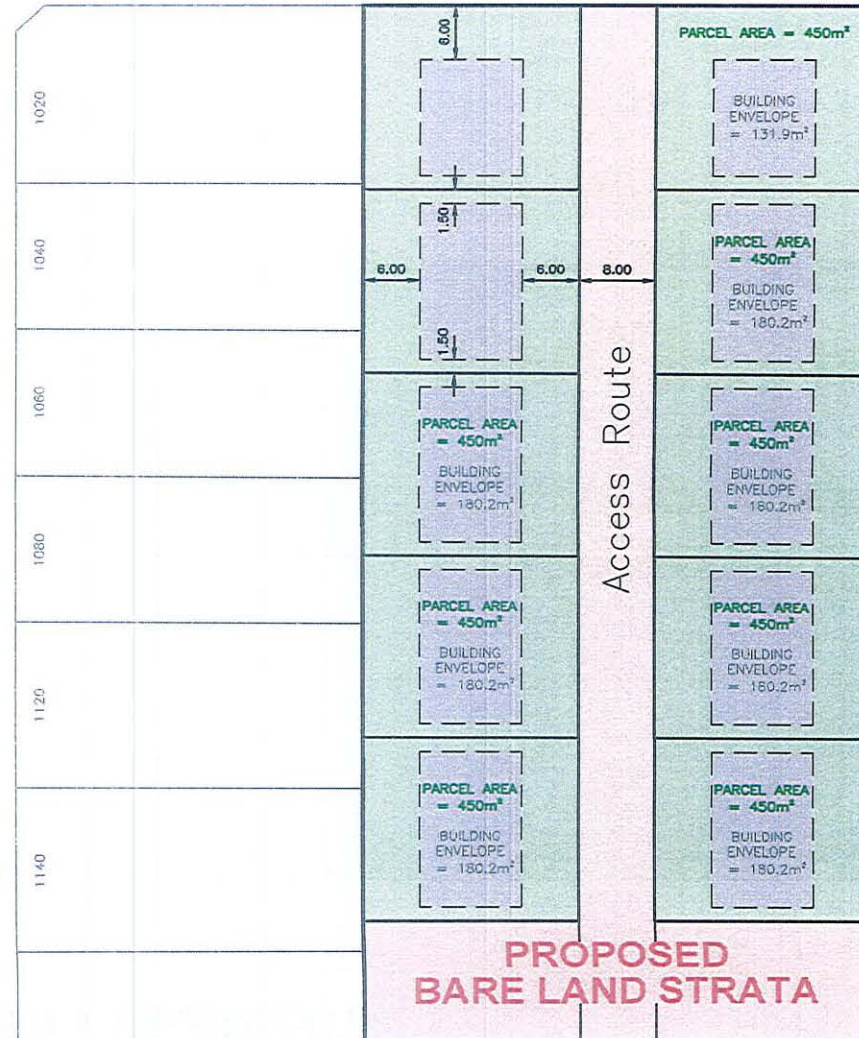 1020
1040
1060
1080
1120
1140
6.00
1.50
6.00
6.00
8.00
1.50
PARCEL AREA
= 450m²
BUILDING
ENVELOPE
= 180.2m²
PARCEL AREA
= 450m²
BUILDING
ENVELOPE
= 180.2m²
PARCEL AREA
= 450m²
BUILDING
ENVELOPE
= 180.2m²
Access Route
PARCEL AREA = 450m²
BUILDING
ENVELOPE
= 131.9m²
PARCEL AREA
= 450m²
BUILDING
ENVELOPE
= 180.2m²
PARCEL AREA
= 450m²
BUILDING
ENVELOPE
= 180.2m²
PARCEL AREA
= 450m²
BUILDING
ENVELOPE
= 180.2m²
PARCEL AREA
= 450m²
BUILDING
ENVELOPE
= 180.2m²
PROPOSED
BARE LAND STRATA